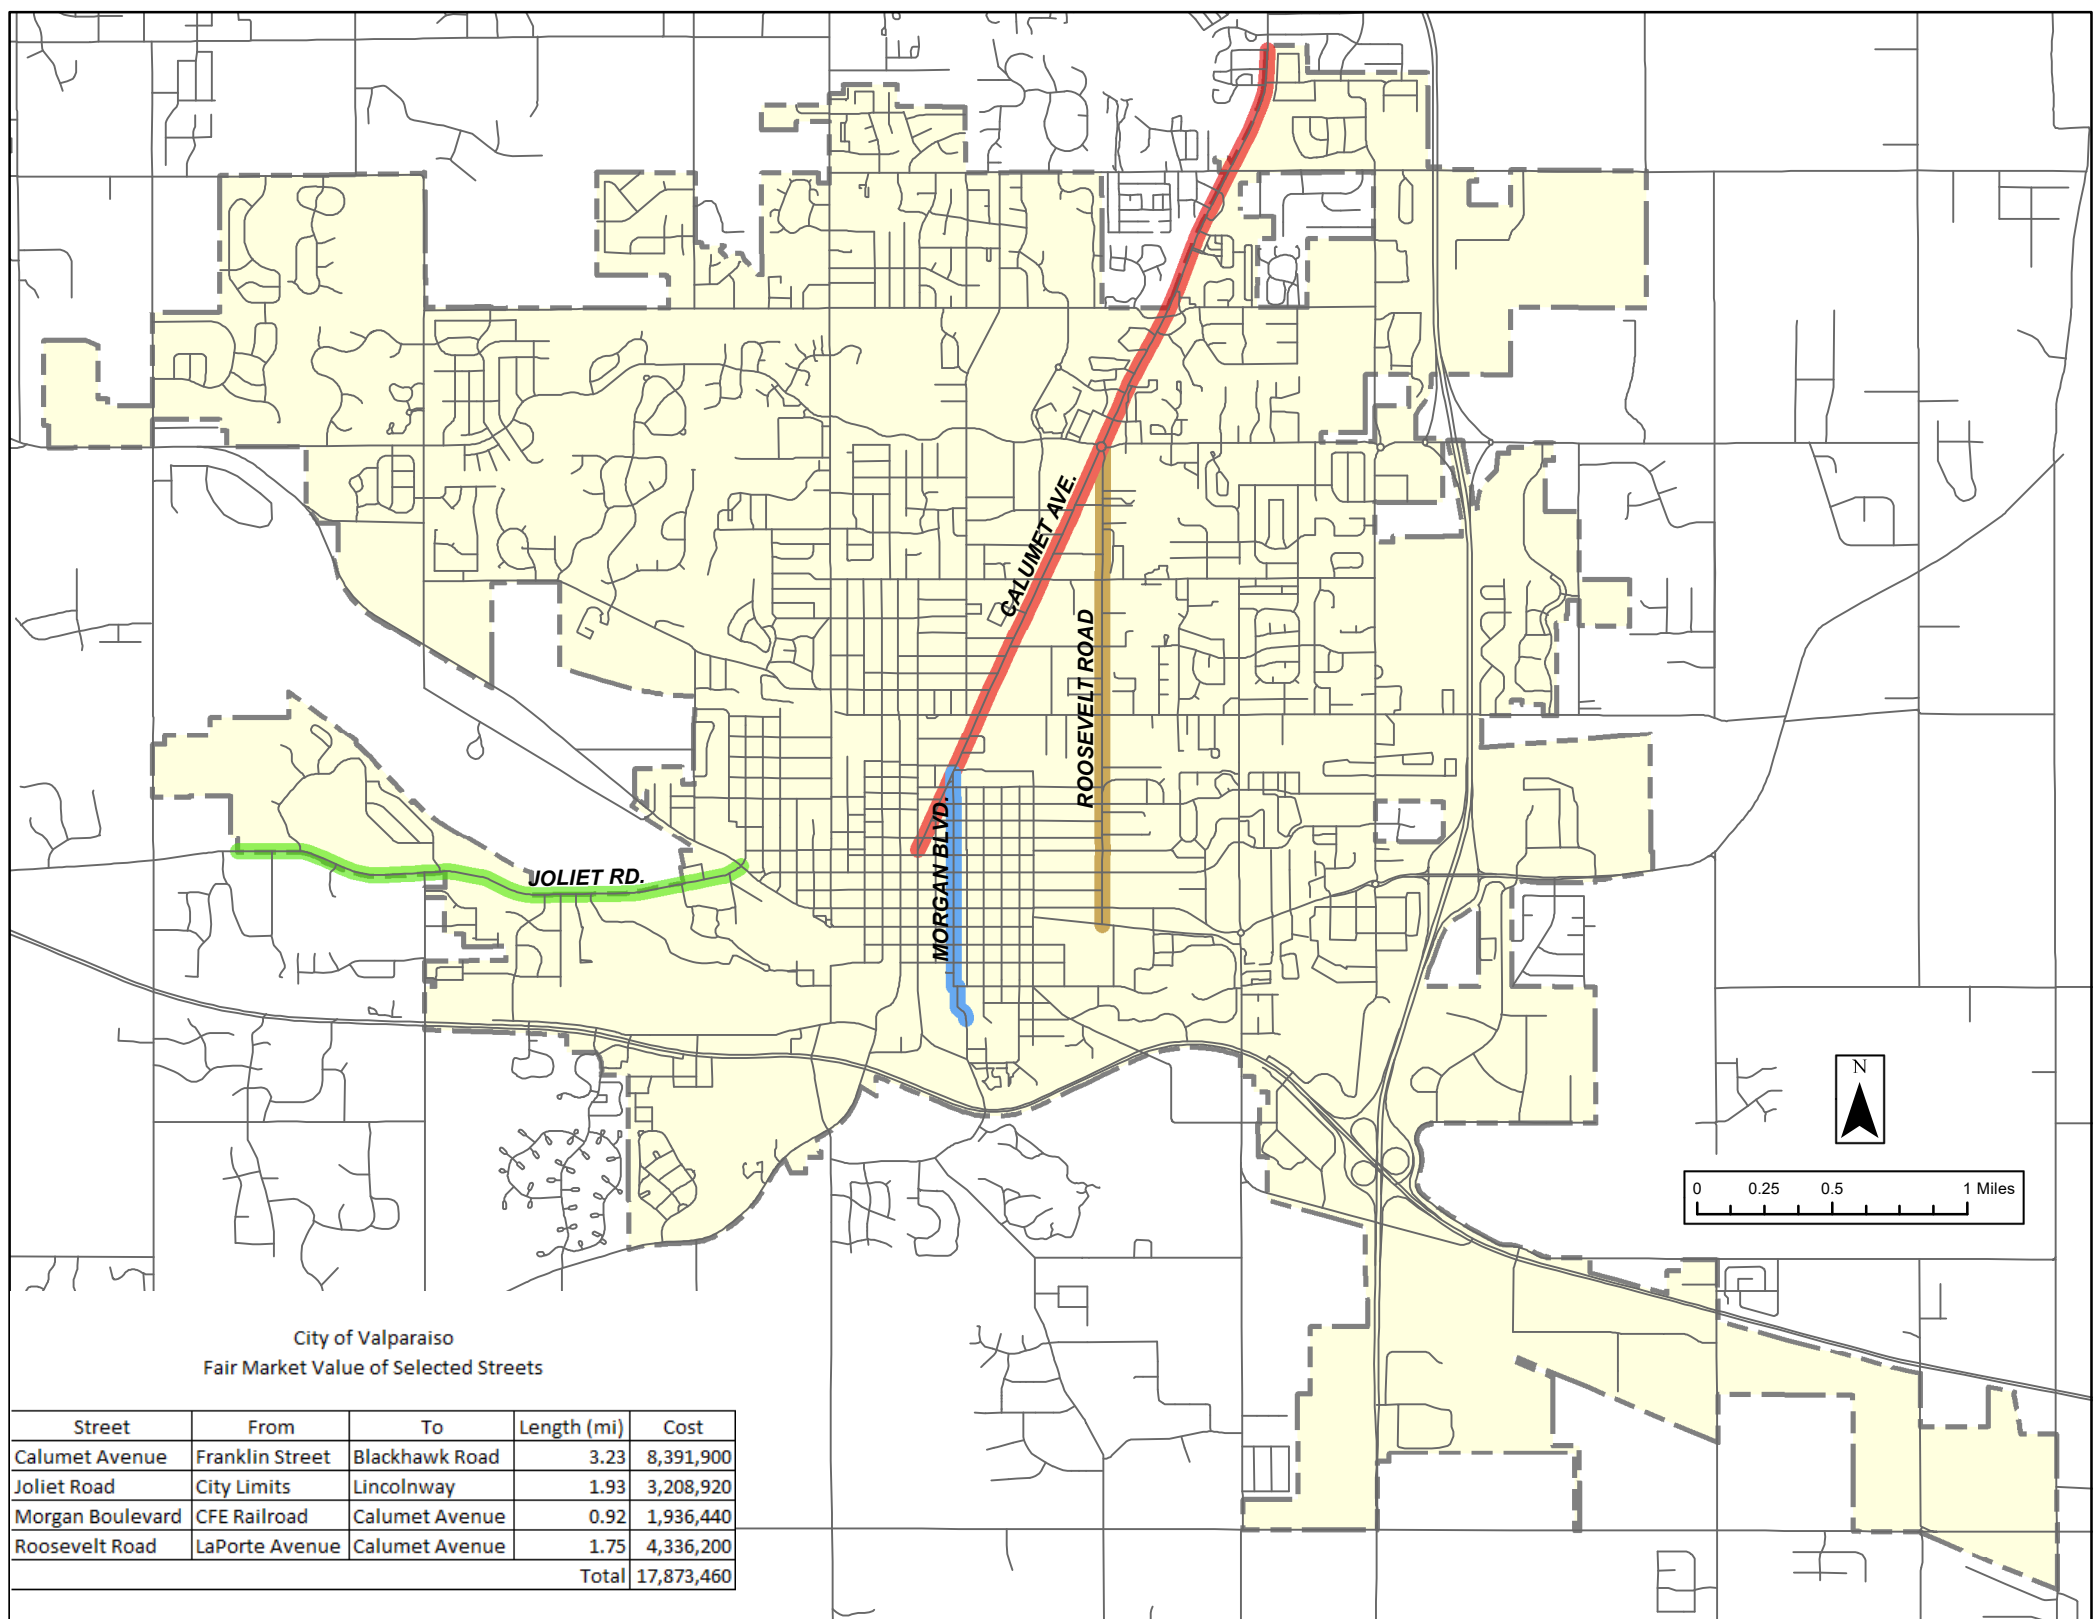 CALUMET AVE.
ROOSEVELT ROAD
MORGAN BLVD.
JOLIET RD.
N
0 0.25 0.5 1 Miles
City of Valparaiso
Fair Market Value of Selected Streets
Street From To Length (mi) Cost
Calumet Avenue Franklin Street Blackhawk Road 3.23 8,391,900
Joliet Road City Limits Lincolnway 1.93 3,208,920
Morgan Boulevard CFE Railroad Calumet Avenue 0.92 1,936,440
Roosevelt Road LaPorte Avenue Calumet Avenue 1.75 4,336,200
Total 17,873,460